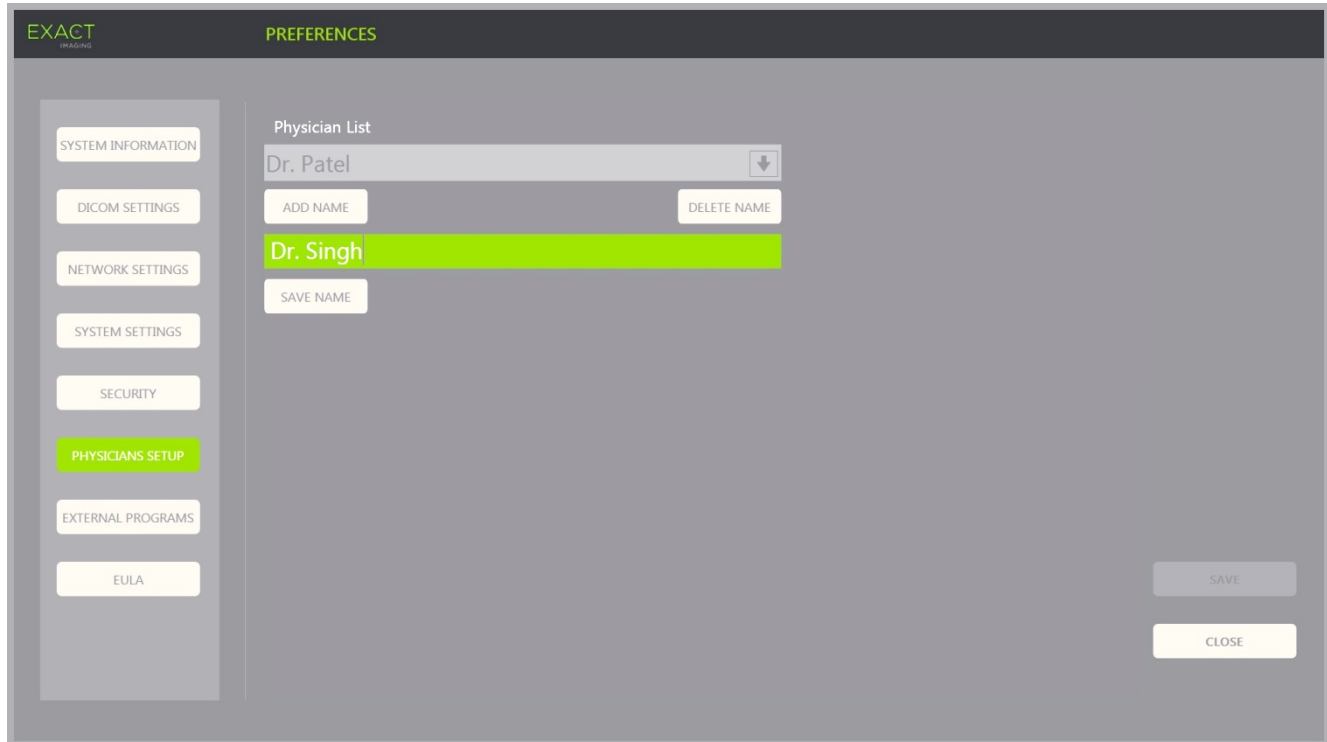 EXACT
IMAGING
PREFERENCES
SYSTEM INFORMATION
DICOM SETTINGS
NETWORK SETTINGS
SYSTEM SETTINGS
SECURITY
PHYSICIANS SETUP
EXTERNAL PROGRAMS
EULA
Physician List
Dr. Patel
ADD NAME
DELETE NAME
Dr. Singh
SAVE NAME
SAVE
CLOSE